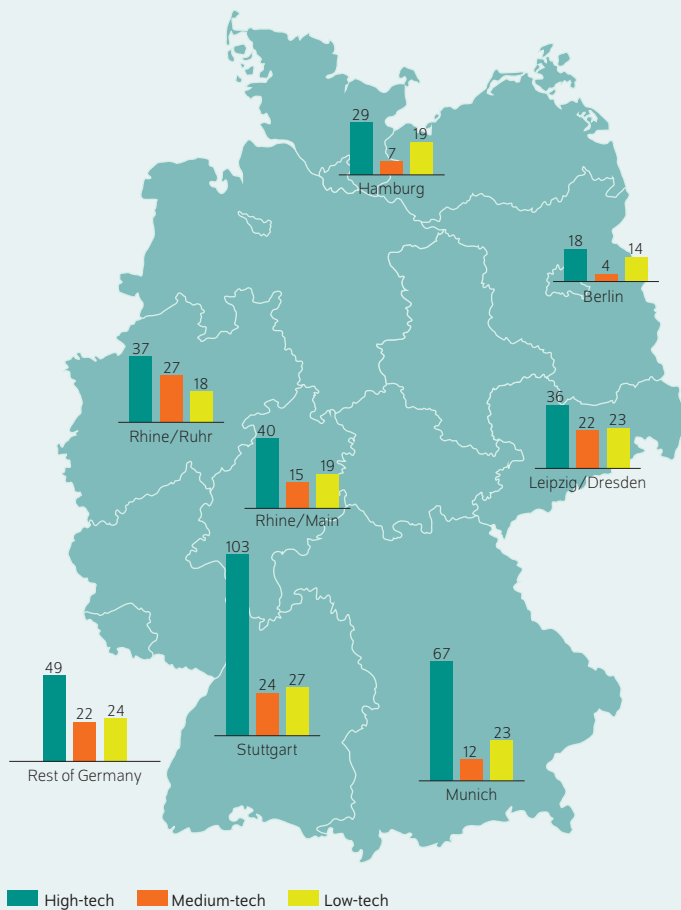 29
7
19
Hamburg
18
4
14
Berlin
37
27
18
Rhine/Ruhr
36
22
23
Leipzig/Dresden
40
15
19
Rhine/Main
103
24
27
Stuttgart
67
12
23
Munich
49
22
24
Rest of Germany
High-tech Medium-tech Low-tech